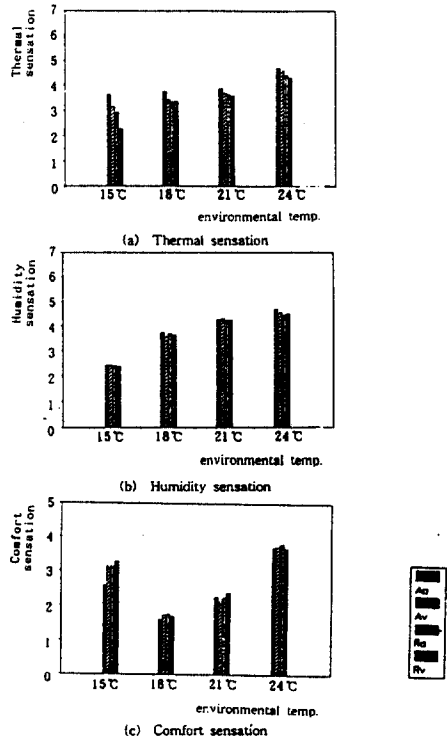 Thermal
sensation
7
6
5
4
3
2
1
0
15℃ 18℃ 21℃ 24℃
environmental temp.
(a) Thermal sensation
Humidity
sensation
7
6
5
4
3
2
1
0
15℃ 18℃ 21℃ 24℃
environmental temp.
(b) Humidity sensation
Comfort
sensation
5
4
3
2
1
0
15℃ 18℃ 21℃ 24℃
environmental temp.
(c) Comfort sensation
Aa
Av
Ra
Rv